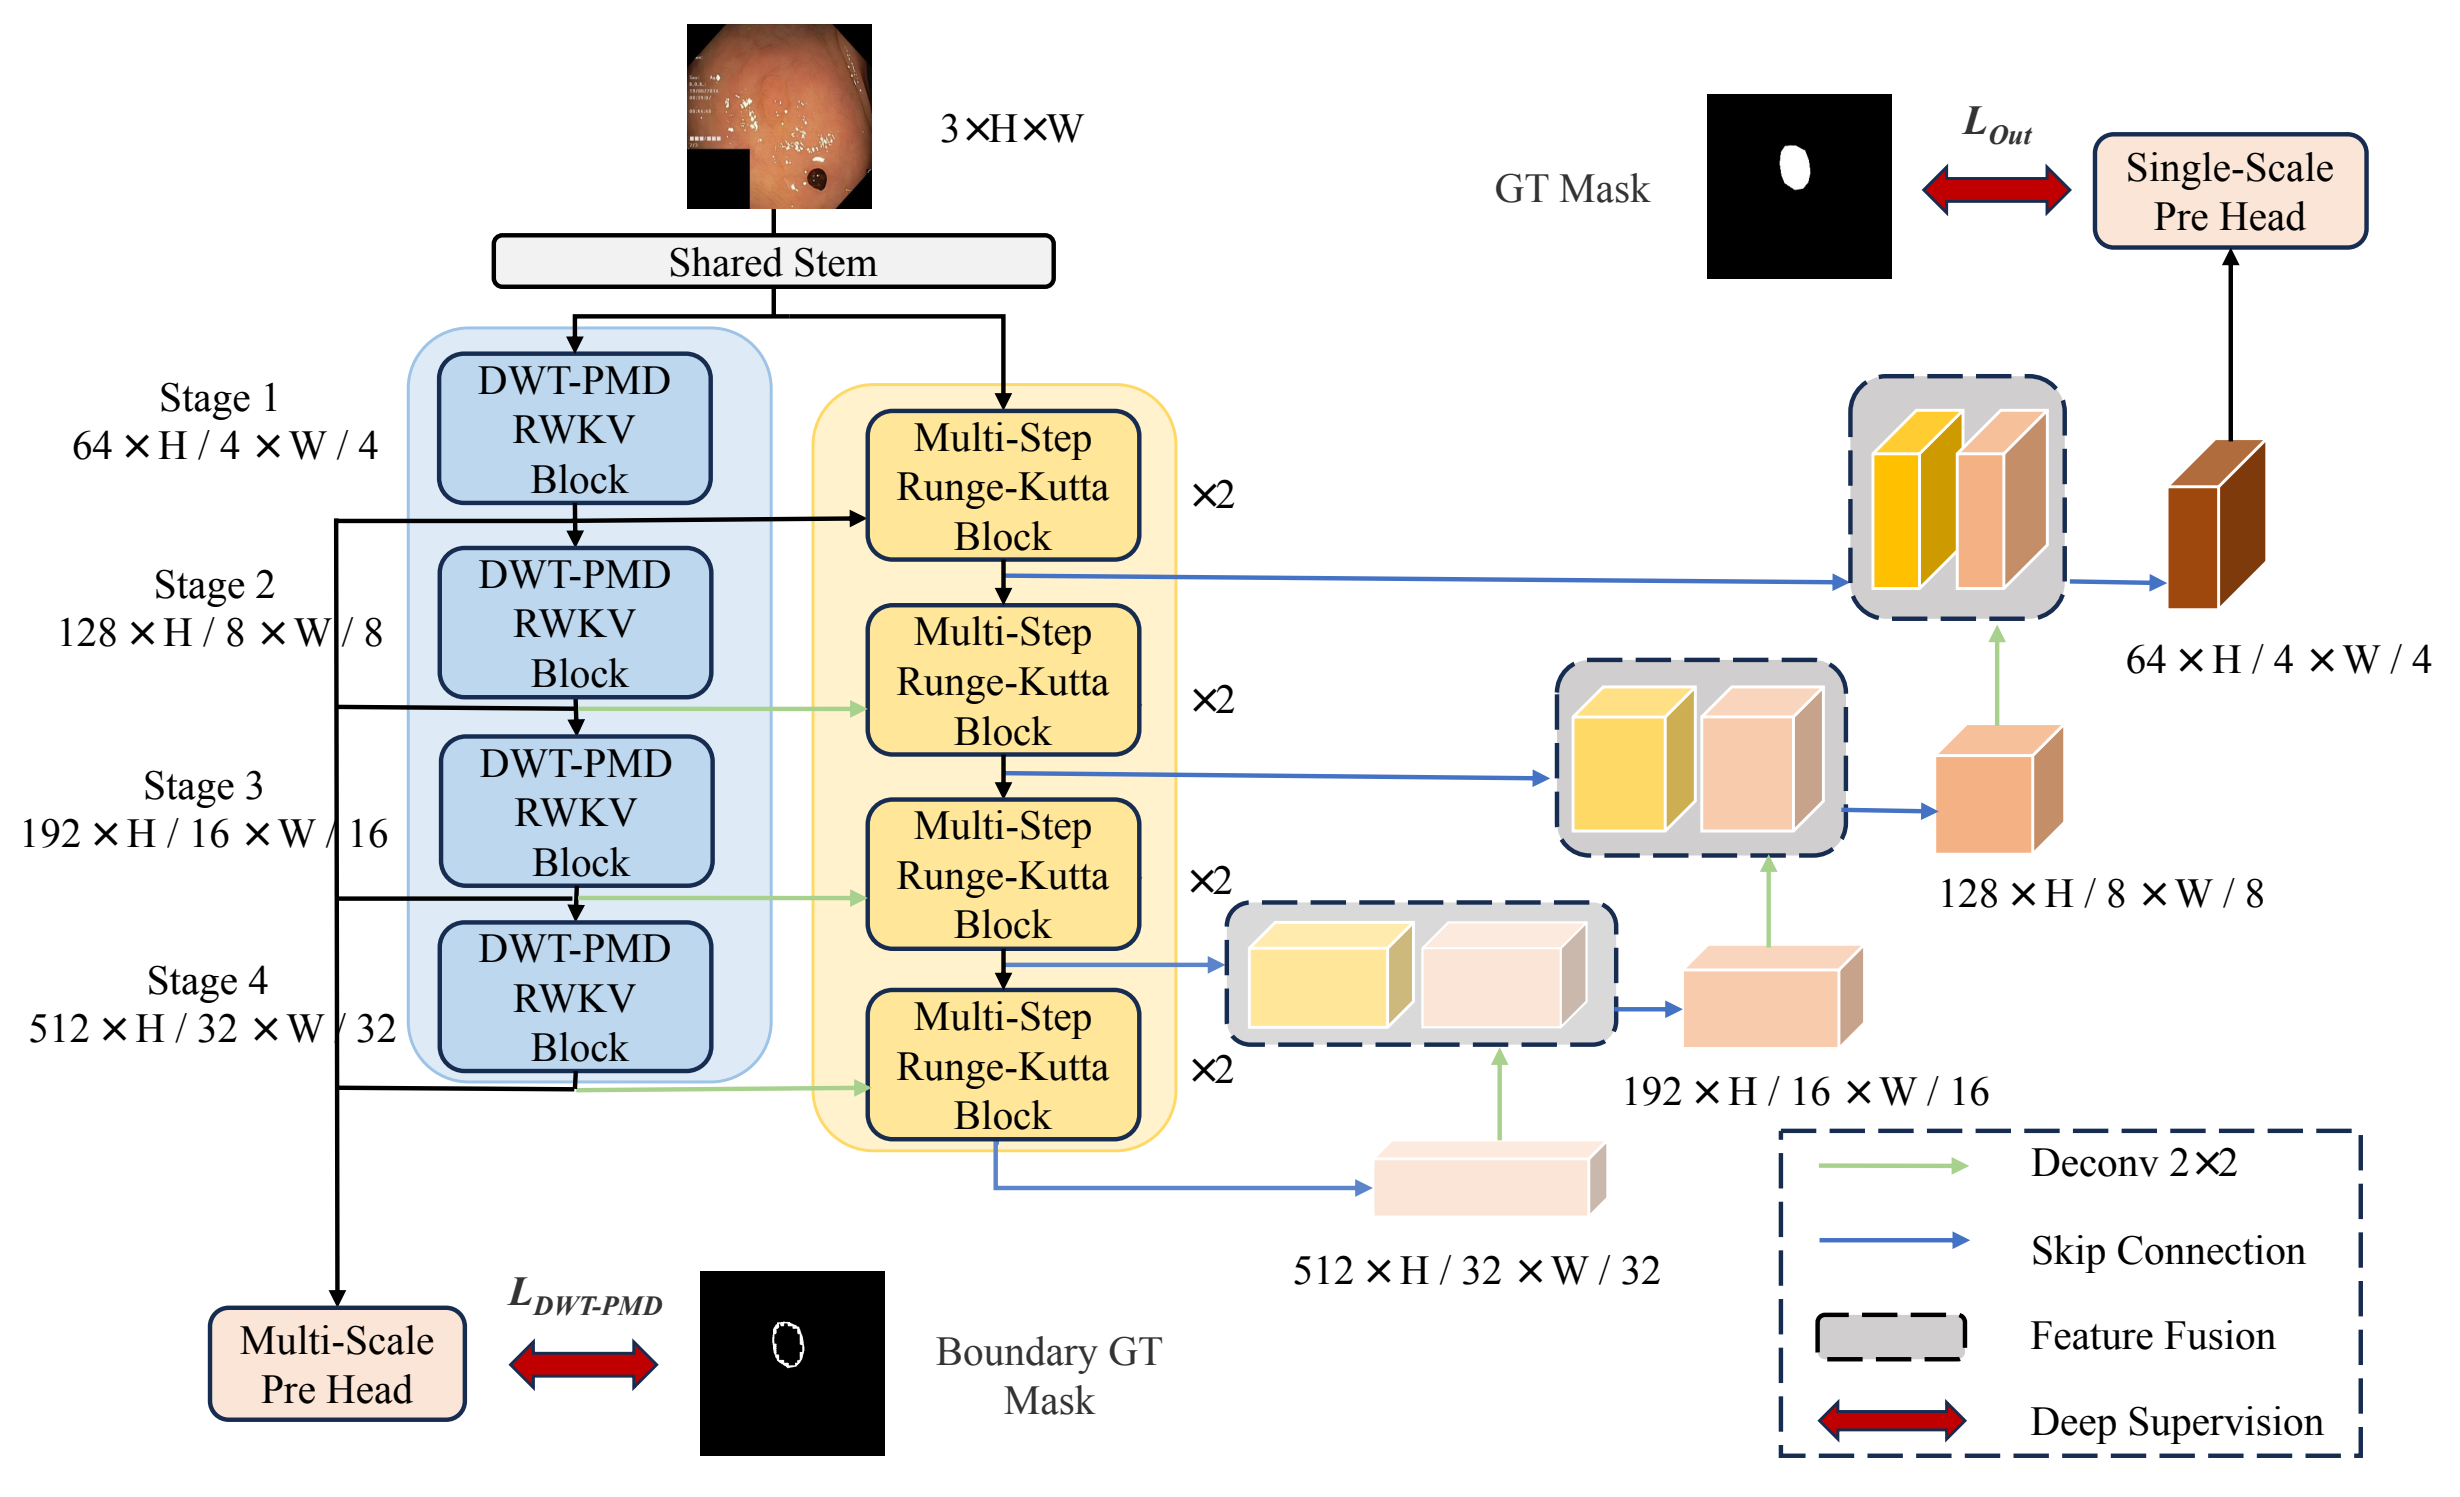 3×H×W
Shared Stem
Stage 1
64 × H / 4 × W / 4
Stage 2
128 × H / 8 × W / 8
Stage 3
192 × H / 16 × W / 16
Stage 4
512 × H / 32 × W / 32
DWT-PMD
RWKV
Block
DWT-PMD
RWKV
Block
DWT-PMD
RWKV
Block
DWT-PMD
RWKV
Block
Multi-Step
Runge-Kutta
Block
×2
Multi-Step
Runge-Kutta
Block
×2
Multi-Step
Runge-Kutta
Block
×2
Multi-Step
Runge-Kutta
Block
×2
Multi-Scale
Pre Head
L DWT-PMD
Boundary GT
Mask
GT Mask
L Out
Single-Scale
Pre Head
64 × H / 4 × W / 4
128 × H / 8 × W / 8
192 × H / 16 × W / 16
512 × H / 32 × W / 32
Deconv 2×2
Skip Connection
Feature Fusion
Deep Supervision